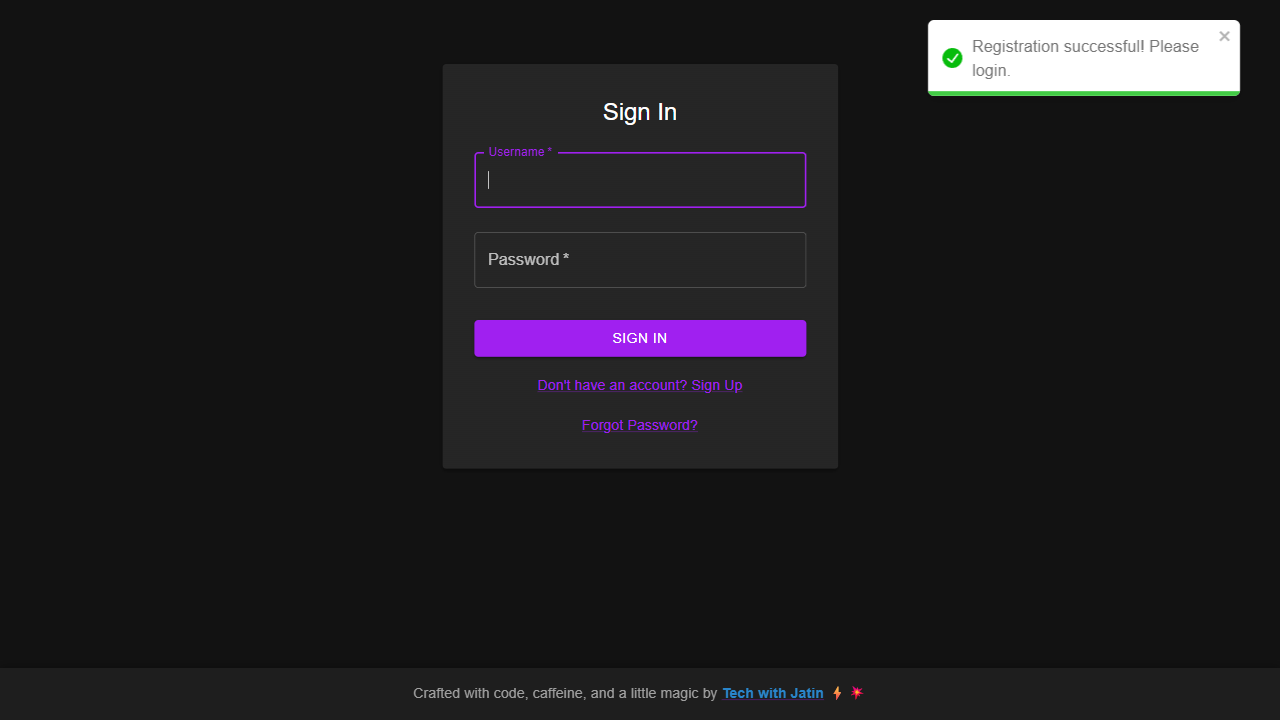 Registration successful! Please
login.
Sign In
Username *
Password *
SIGN IN
Don't have an account? Sign Up
Forgot Password?
Crafted with code, caffeine, and a little magic by Tech with Jatin ⚡ 💥